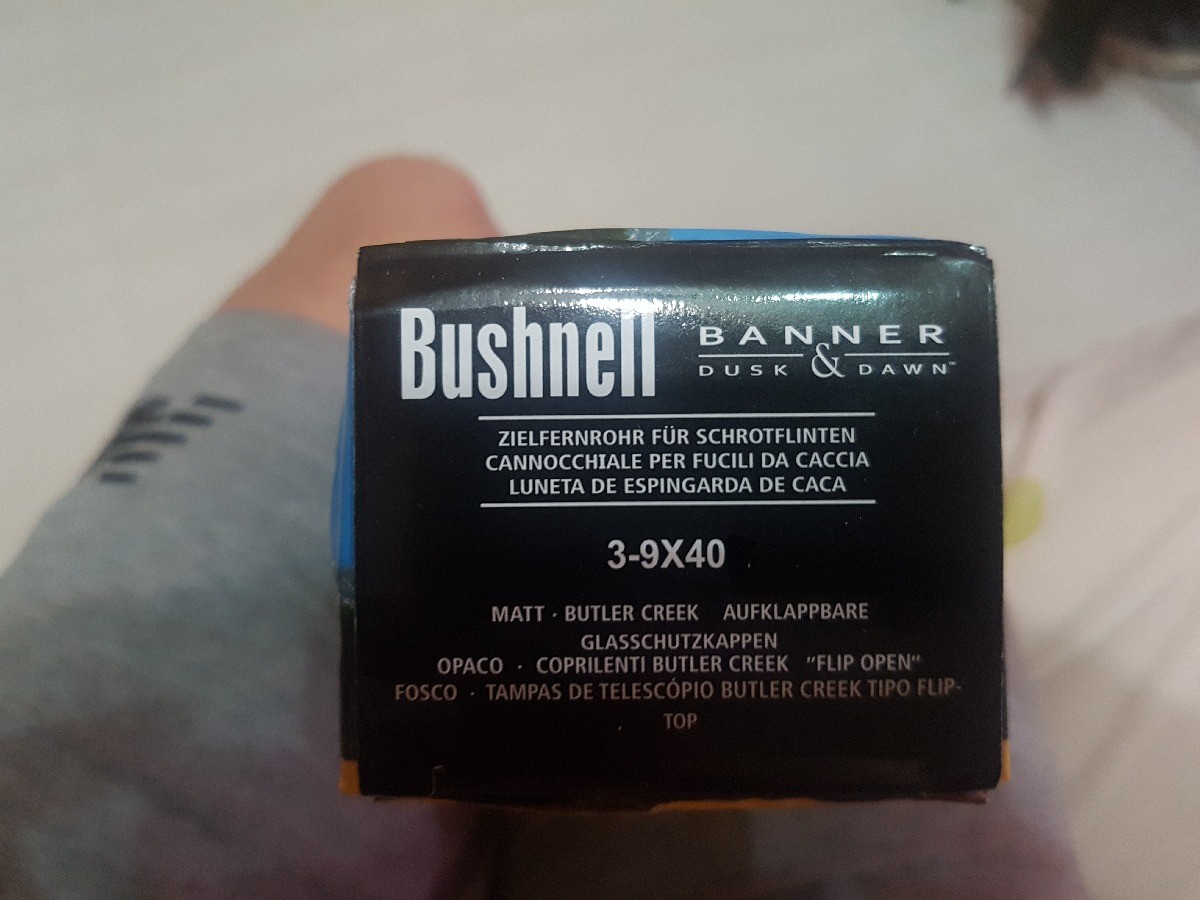 Bushnell BANNER
DUSK & DAWN™
ZIELFERNROHR FÜR SCHROTFLINTEN
CANNOCCHIALE PER FUCILI DA CACCIA
LUNETA DE ESPINGARDA DE CACA
3-9X40
MATT · BUTLER CREEK AUFKLAPPBARE
GLASSCHUTZKAPPEN
OPACO · COPRILENTI BUTLER CREEK "FLIP OPEN"
FOSCO · TAMPAS DE TELESCÓPIO BUTLER CREEK TIPO FLIP-
TOP